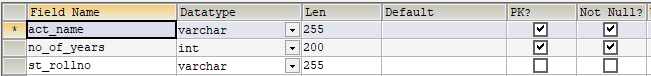 Field Name Datatype Len Default PK? Not Null?
* act_name varchar 255
no_of_years int 200
st_rollno varchar 255